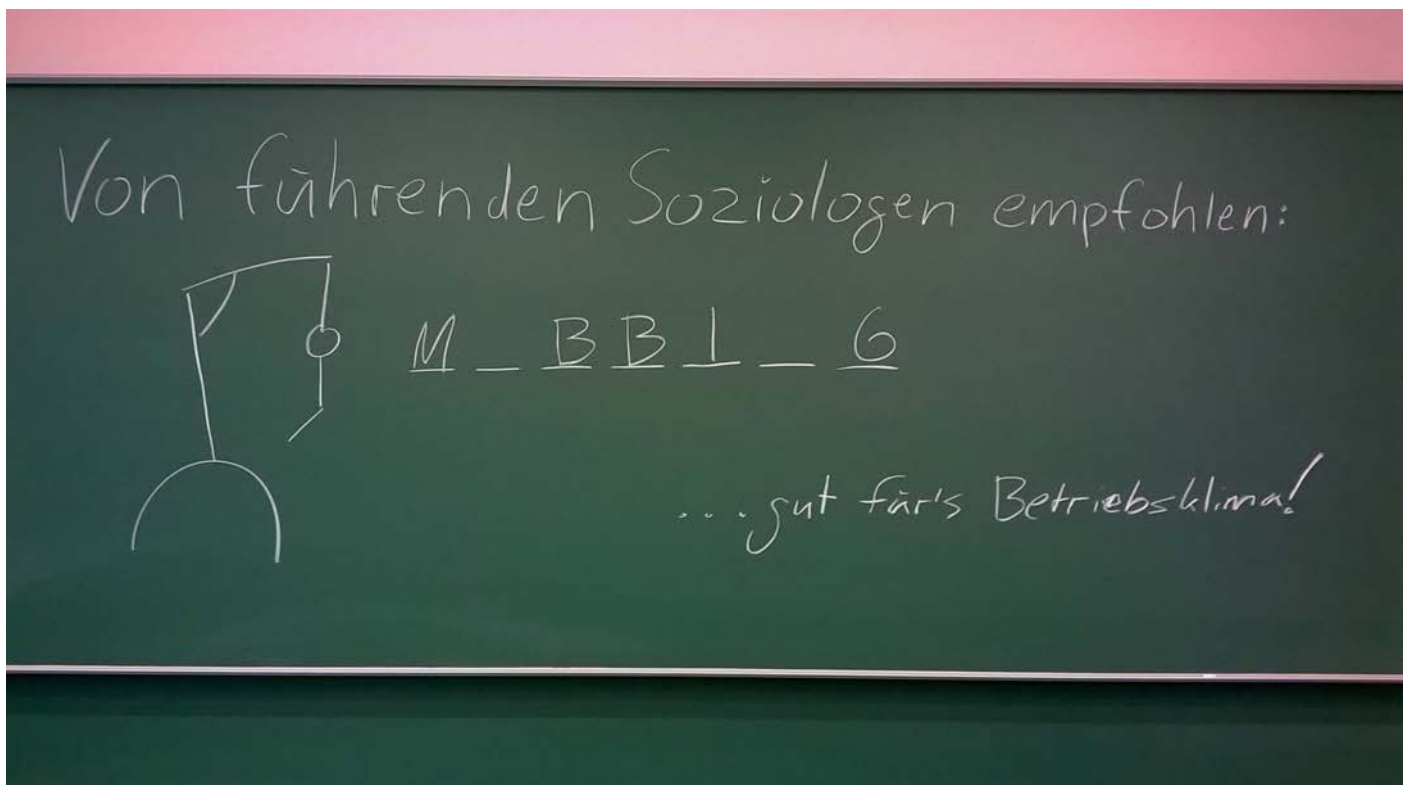 Von führenden Soziologen empfohlen:
M _ B B I _ G
...gut für's Betriebsklima!